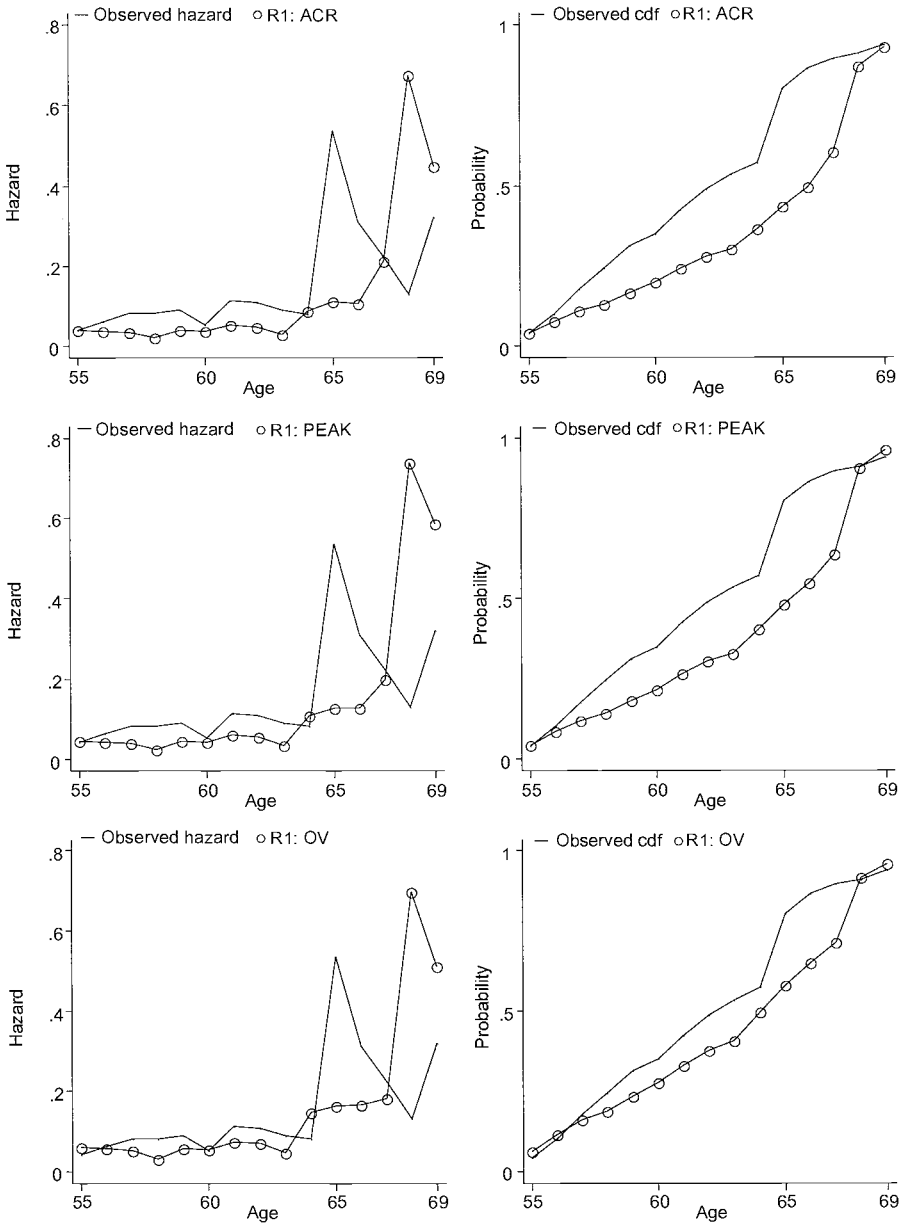 — Observed hazard o R1: ACR
.8
.6
.4
.2
0
Hazard
55 60 65 69
Age
— Observed cdf o R1: ACR
1
.5
0
Probability
55 60 65 69
Age
— Observed hazard o R1: PEAK
.8
.6
.4
.2
0
Hazard
55 60 65 69
Age
— Observed cdf o R1: PEAK
1
.5
0
Probability
55 60 65 69
Age
— Observed hazard o R1: OV
.8
.6
.4
.2
0
Hazard
55 60 65 69
Age
— Observed cdf o R1: OV
1
.5
0
Probability
55 60 65 69
Age